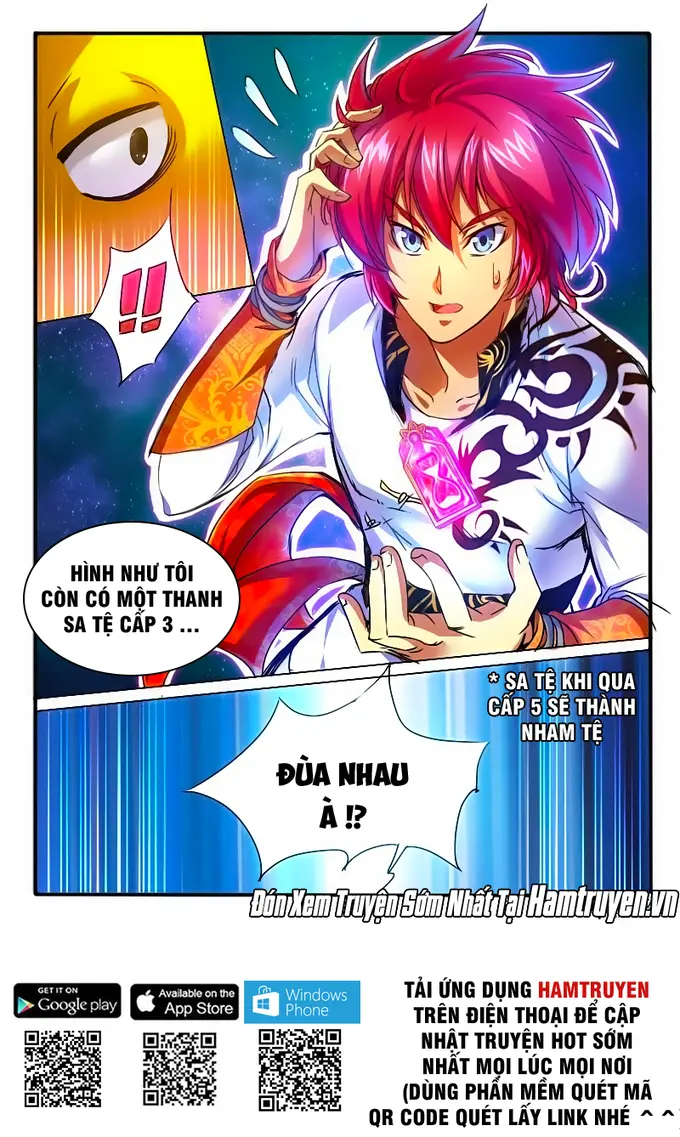 !!
HÌNH NHƯ TÔI
CÒN CÓ MỘT THANH
SA TỆ CẤP 3 ...
* SA TỆ KHI QUA
CẤP 5 SẼ THÀNH
NHAM TỆ
ĐÙA NHAU
À !?
Đón Xem Truyện Sớm Nhất Tại Hamtruyen.vn
GET IT ON
Google play
Available on the
App Store
Windows
Phone
TẢI ỨNG DỤNG HAMTRUYEN
TRÊN ĐIỆN THOẠI ĐỂ CẬP
NHẬT TRUYỆN HOT SỚM
NHẤT MỌI LÚC MỌI NƠI
(DÙNG PHẦN MỀM QUÉT MÃ
QR CODE QUÉT LẤY LINK NHÉ ^ ^)